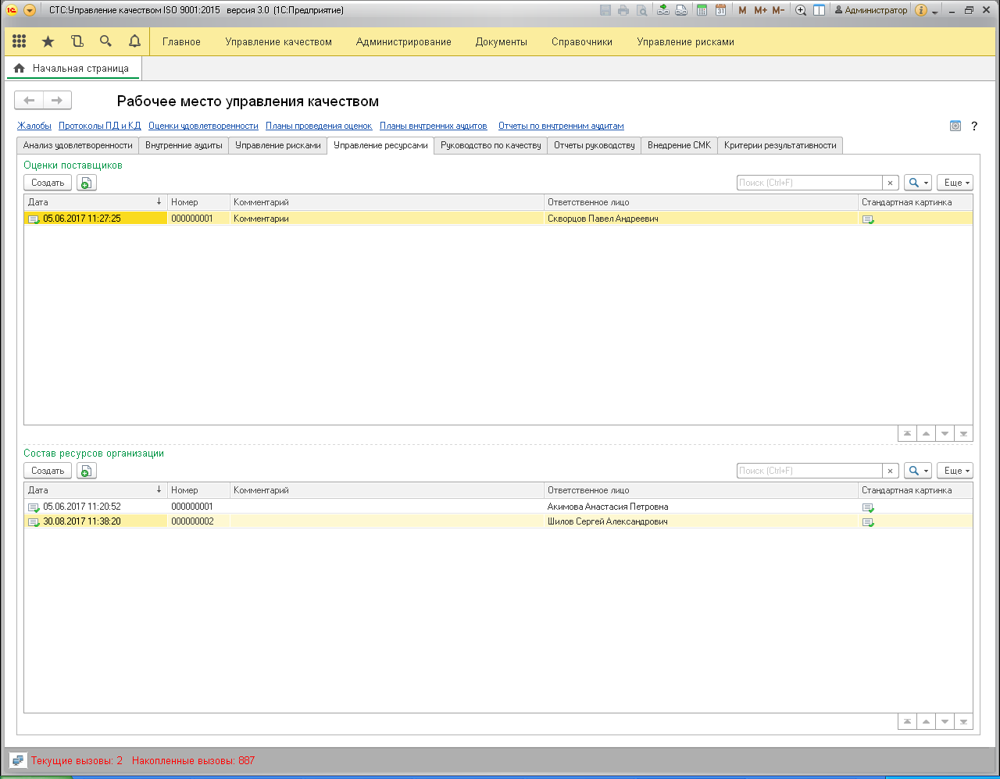 СТС:Управление качеством ISO 9001:2015 версия 3.0 (1С:Предприятие) 31 M M+ M- Администратор
Главное Управление качеством Администрирование Документы Справочники Управление рисками
Начальная страница
Рабочее место управления качеством
Жалобы Протоколы ПД и КД Оценки удовлетворенности Планы проведения оценок Планы внутренних аудитов Отчеты по внутренним аудитам ?
Анализ удовлетворенности Внутренние аудиты Управление рисками Управление ресурсами Руководство по качеству Отчеты руководству Внедрение СМК Критерии результативности
Оценки поставщиков
Создать Поиск (Ctrl+F) × Еще
Дата ↓ Номер Комментарий Ответственное лицо Стандартная картинка
05.06.2017 11:27:25 000000001 Комментарии Скворцов Павел Андреевич
Состав ресурсов организации
Создать Поиск (Ctrl+F) × Еще
Дата ↓ Номер Комментарий Ответственное лицо Стандартная картинка
05.06.2017 11:20:52 000000001 Акимова Анастасия Петровна
30.08.2017 11:38:20 000000002 Шилов Сергей Александрович
Текущие вызовы: 2 Накопленные вызовы: 887